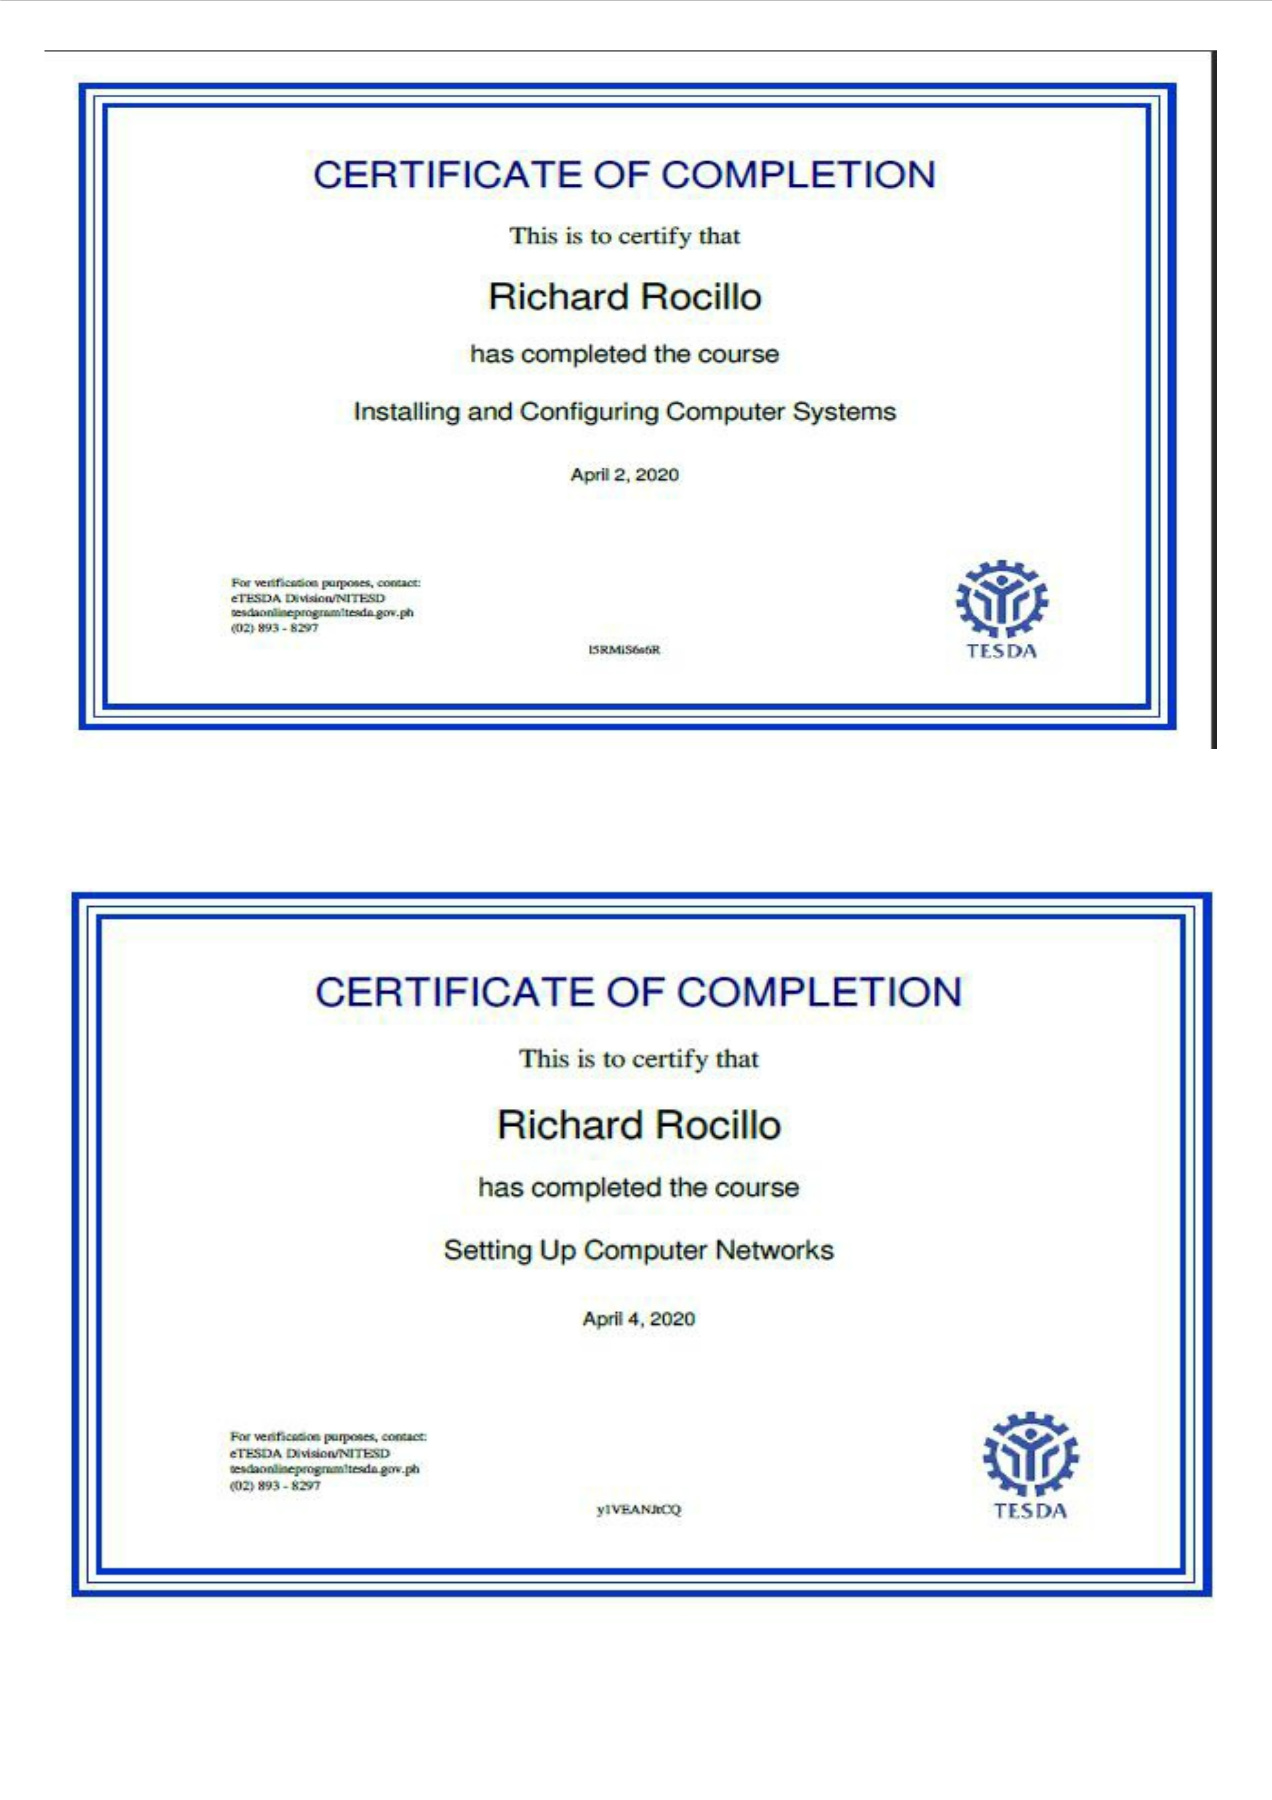 CERTIFICATE OF COMPLETION
This is to certify that
Richard Rocillo
has completed the course
Installing and Configuring Computer Systems
April 2, 2020
For verification purposes, contact:
eTESDA Division/NITESD
tesdaonlineprogram!tesda.gov.ph
(02) 893 - 8297
TESDA
CERTIFICATE OF COMPLETION
This is to certify that
Richard Rocillo
has completed the course
Setting Up Computer Networks
April 4, 2020
For verification purposes, contact:
eTESDA Division/NITESD
tesdaonlineprogram!tesda.gov.ph
(02) 893 - 8297
TESDA